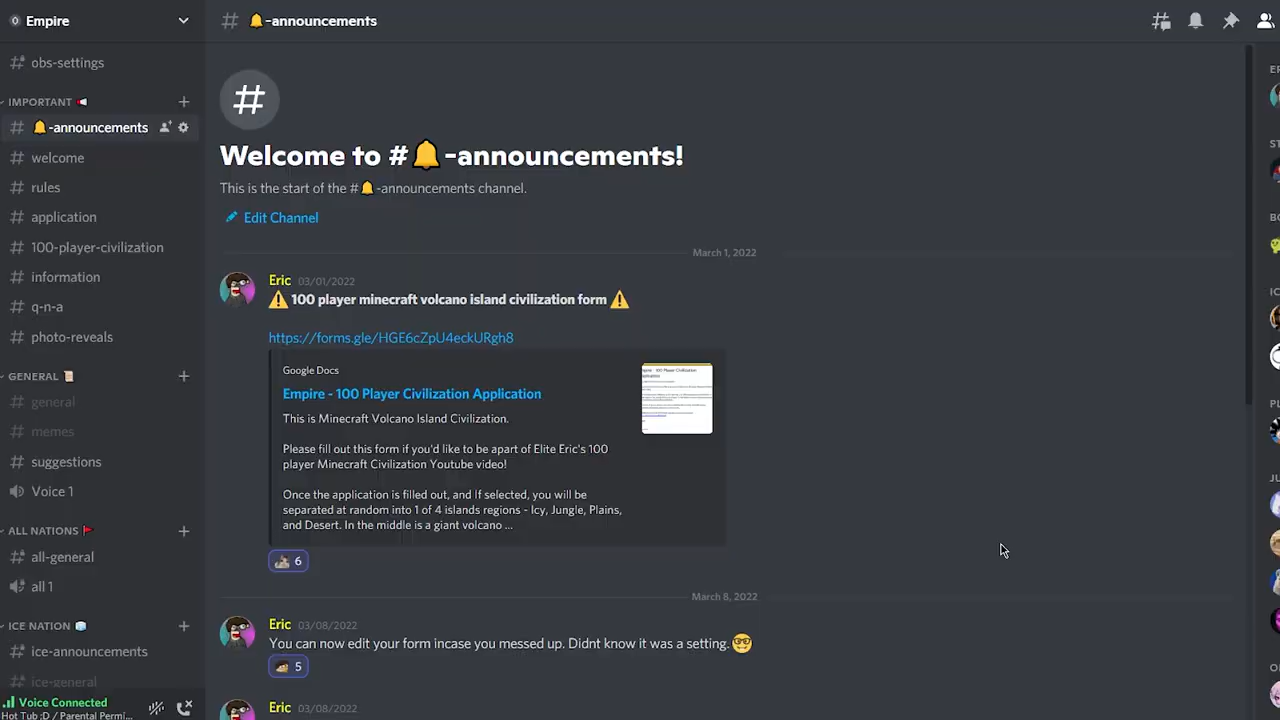 Empire
obs-settings
IMPORTANT
🔔-announcements
welcome
rules
application
100-player-civilization
information
q-n-a
photo-reveals
GENERAL
general
memes
suggestions
Voice 1
ALL NATIONS
all-general
all 1
ICE NATION
ice-announcements
ice-general
Voice Connected
Hot Tub ;D / Parental Permi...
# 🔔-announcements
Welcome to #🔔-announcements!
This is the start of the #🔔-announcements channel.
Edit Channel
March 1, 2022
Eric 03/01/2022
⚠️ 100 player minecraft volcano island civilization form ⚠️
https://forms.gle/HGE6cZpU4eckURgh8
Google Docs
Empire - 100 Player Civilization Application
This is Minecraft Volcano Island Civilization.
Please fill out this form if you'd like to be apart of Elite Eric's 100
player Minecraft Civilization Youtube video!
Once the application is filled out, and If selected, you will be
separated at random into 1 of 4 islands regions - Icy, Jungle, Plains,
and Desert. In the middle is a giant volcano ...
6
March 8, 2022
Eric 03/08/2022
You can now edit your form incase you messed up. Didnt know it was a setting. 🤓
5
Eric 03/08/2022